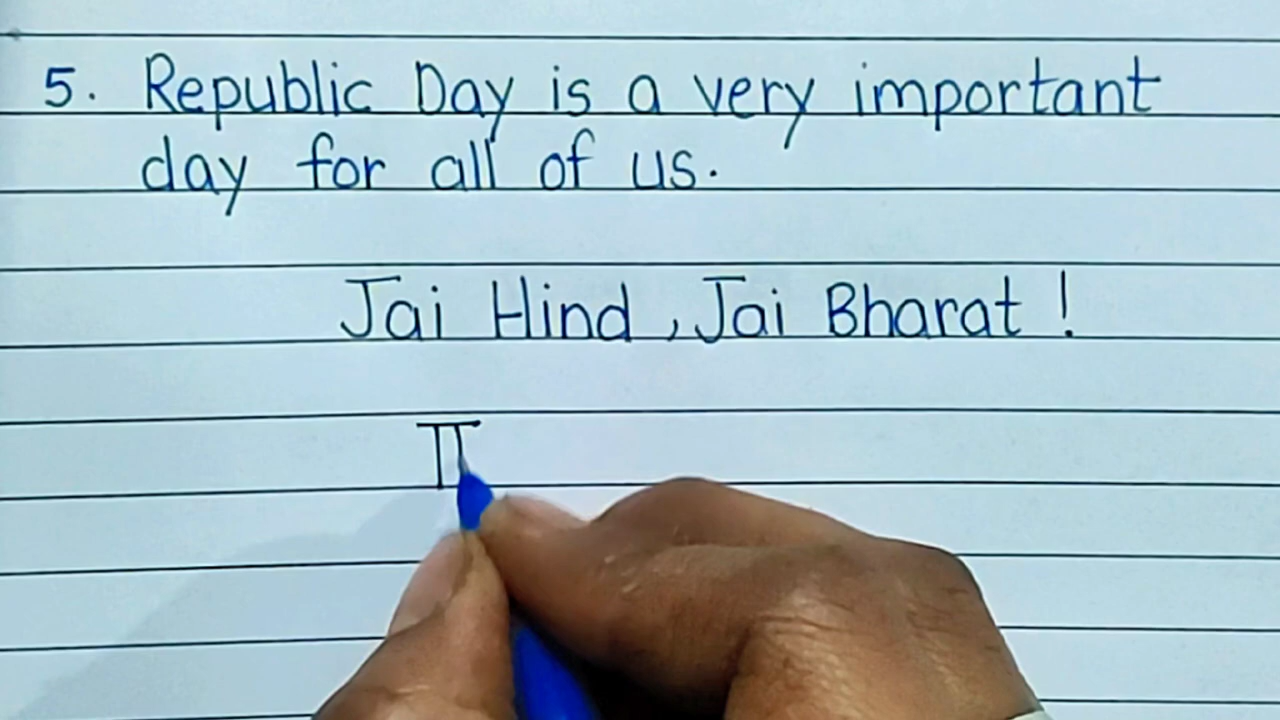 5. Republic Day is a very important
day for all of us.
Jai Hind, Jai Bharat !